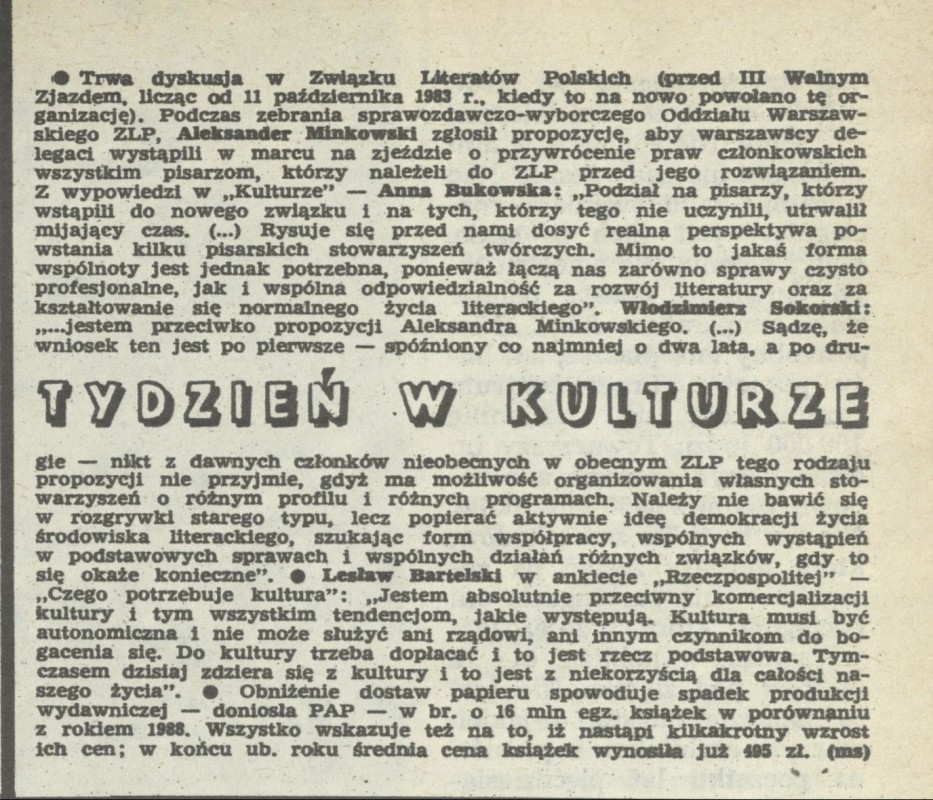 ● Trwa dyskusja w Związku Literatów Polskich (przed III Walnym
Zjazdem, licząc od 11 października 1983 r., kiedy to na nowo powołano tę or-
ganizację). Podczas zebrania sprawozdawczo-wyborczego Oddziału Warszaw-
skiego ZLP, Aleksander Minkowski zgłosił propozycję, aby warszawscy de-
legaci wystąpili w marcu na zjeździe o przywrócenie praw członkowskich
wszystkim pisarzom, którzy należeli do ZLP przed jego rozwiązaniem.
Z wypowiedzi w „Kulturze” — Anna Bukowska: „Podział na pisarzy, którzy
wstąpili do nowego związku i na tych, którzy tego nie uczynili, utrwalił
mijający czas. (...) Rysuje się przed nami dosyć realna perspektywa po-
wstania kilku pisarskich stowarzyszeń twórczych. Mimo to jakaś forma
wspólnoty jest jednak potrzebna, ponieważ łączą nas zarówno sprawy czysto
profesjonalne, jak i wspólna odpowiedzialność za rozwój literatury oraz za
kształtowanie się normalnego życia literackiego”. Włodzimierz Sokorski:
„...jestem przeciwko propozycji Aleksandra Minkowskiego. (...) Sądzę, że
wniosek ten jest po pierwsze — spóźniony co najmniej o dwa lata, a po dru-
TYDZIEŃ W KULTURZE
gie — nikt z dawnych członków nieobecnych w obecnym ZLP tego rodzaju
propozycji nie przyjmie, gdyż ma możliwość organizowania własnych sto-
warzyszeń o różnym profilu i różnych programach. Należy nie bawić się
w rozgrywki starego typu, lecz popierać aktywnie ideę demokracji życia
środowiska literackiego, szukając form współpracy, wspólnych wystąpień
w podstawowych sprawach i wspólnych działań różnych związków, gdy to
się okaże konieczne”. ● Lesław Bartelski w ankiecie „Rzeczpospolitej” —
„Czego potrzebuje kultura”: „Jestem absolutnie przeciwny komercjalizacji
kultury i tym wszystkim tendencjom, jakie występują. Kultura musi być
autonomiczna i nie może służyć ani rządowi, ani innym czynnikom do bo-
gacenia się. Do kultury trzeba dopłacać i to jest rzecz podstawowa. Tym-
czasem dzisiaj zdziera się z kultury i to jest z niekorzyścią dla całości na-
szego życia”. ● Obniżenie dostaw papieru spowoduje spadek produkcji
wydawniczej — doniosła PAP — w br. o 16 mln egz. książek w porównaniu
z rokiem 1988. Wszystko wskazuje też na to, iż nastąpi kilkakrotny wzrost
ich cen; w końcu ub. roku średnia cena książek wynosiła już 495 zł. (ms)